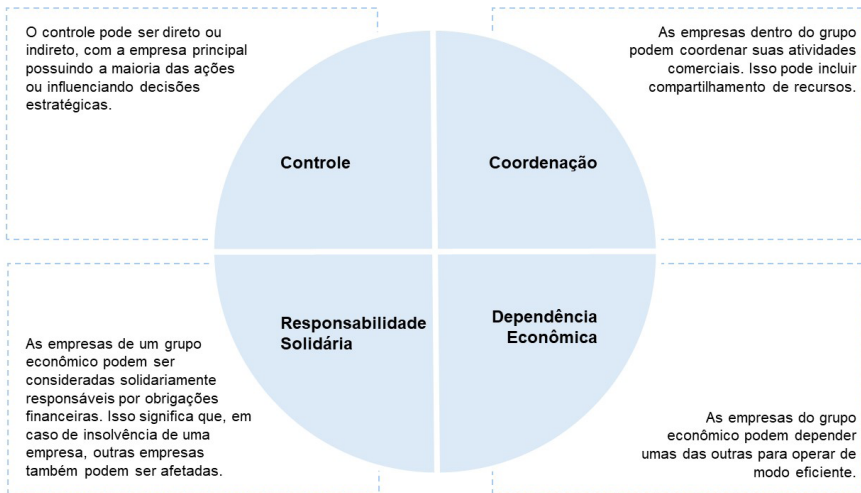 O controle pode ser direto ou
indireto, com a empresa principal
possuindo a maioria das ações
ou influenciando decisões
estratégicas.
As empresas dentro do grupo
podem coordenar suas atividades
comerciais. Isso pode incluir
compartilhamento de recursos.
Controle
Coordenação
Responsabilidade
Solidária
Dependência
Econômica
As empresas de um grupo
econômico podem ser
consideradas solidariamente
responsáveis por obrigações
financeiras. Isso significa que, em
caso de insolvência de uma
empresa, outras empresas
também podem ser afetadas.
As empresas do grupo
econômico podem depender
umas das outras para operar de
modo eficiente.